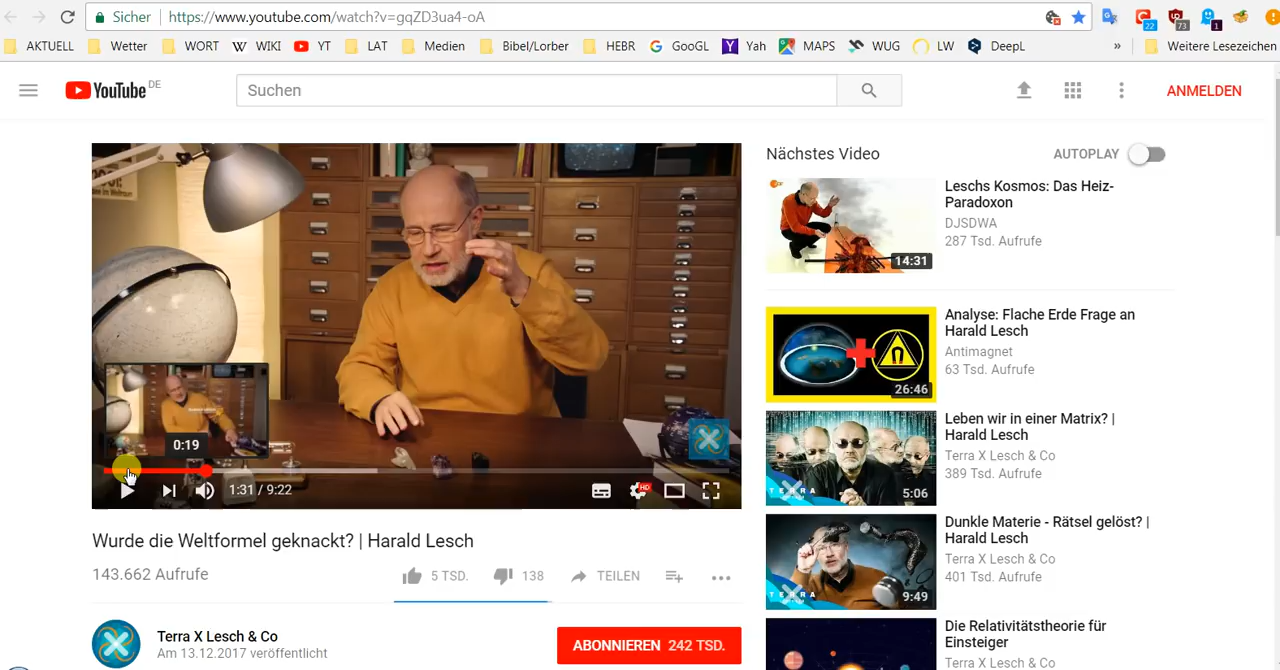 Sicher
https://www.youtube.com/watch?v=gqZD3ua4-oA
22
73
1
AKTUELL
Wetter
WORT
W WIKI
YT
LAT
Medien
Bibel/Lorber
HEBR
G GooGL
Y Yah
MAPS
WUG
LW
DeepL
»
Weitere Lesezeichen
YouTube DE
Suchen
ANMELDEN
0:19
1:31 / 9:22
HD
Wurde die Weltformel geknackt? | Harald Lesch
143.662 Aufrufe
5 TSD.
138
TEILEN
Terra X Lesch & Co
Am 13.12.2017 veröffentlicht
ABONNIEREN 242 TSD.
Nächstes Video
AUTOPLAY
14:31
Leschs Kosmos: Das Heiz-
Paradoxon
DJSDWA
287 Tsd. Aufrufe
26:46
Analyse: Flache Erde Frage an
Harald Lesch
Antimagnet
63 Tsd. Aufrufe
TERRA
5:06
Leben wir in einer Matrix? |
Harald Lesch
Terra X Lesch & Co
389 Tsd. Aufrufe
TERRA
9:49
Dunkle Materie - Rätsel gelöst? |
Harald Lesch
Terra X Lesch & Co
401 Tsd. Aufrufe
Die Relativitätstheorie für
Einsteiger
Terra X Lesch & Co